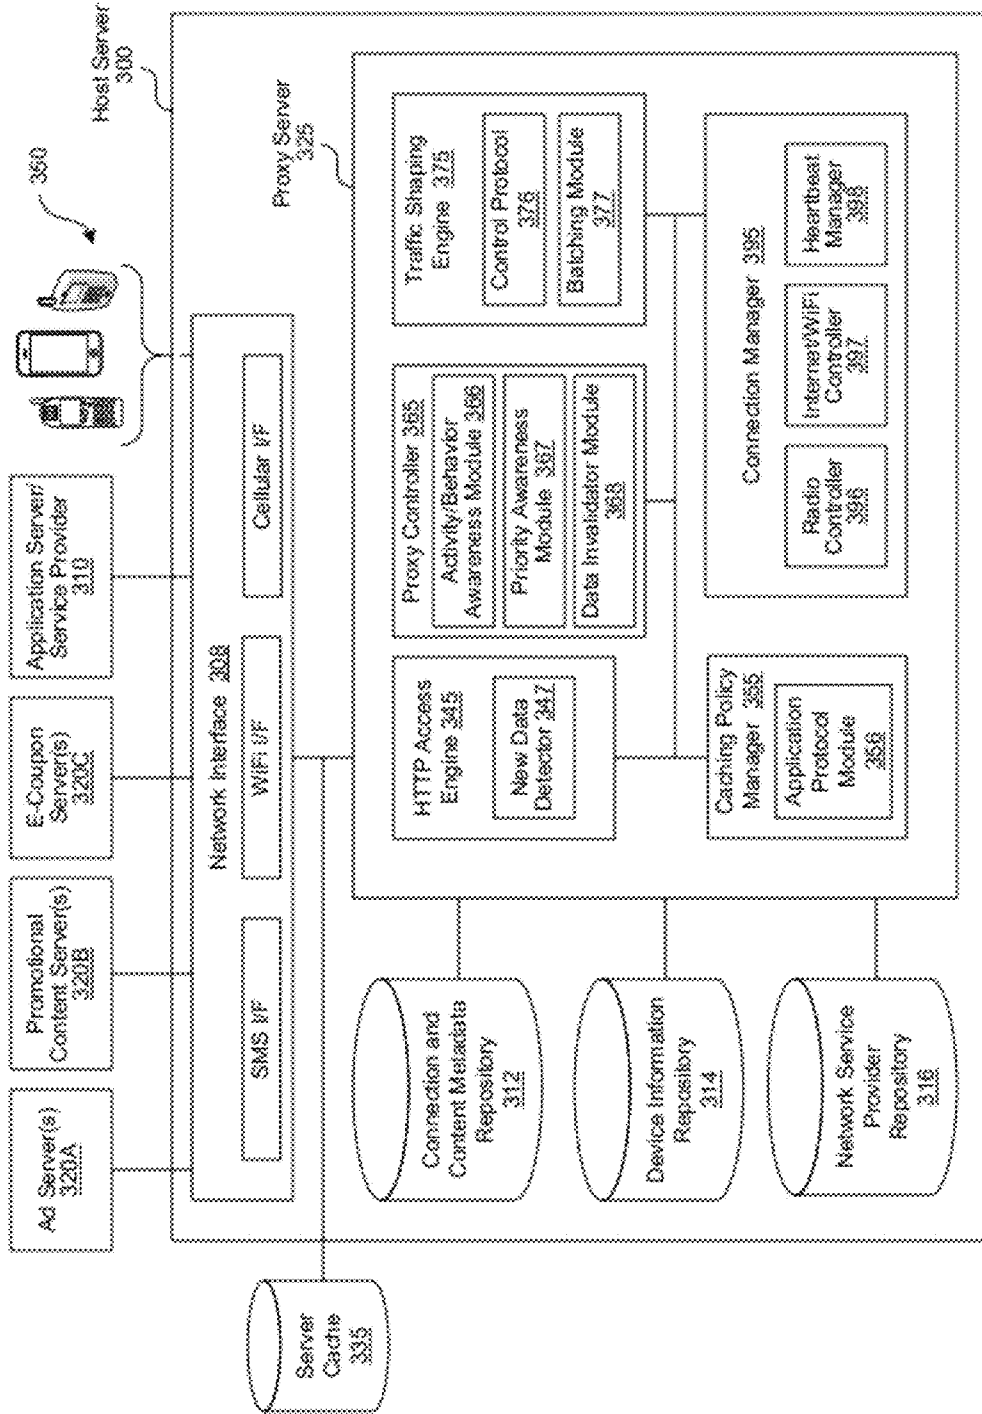 Ad Server(s)
320A
Promotional
Content Server(s)
320B
E-Coupon
Server(s)
320C
Application Server/
Service Provider
310
350
Host Server
300
Network Interface 308
SMS I/F
WiFi I/F
Cellular I/F
Server
Cache
335
Proxy Server
325
Connection and
Content Metadata
Repository
312
Device Information
Repository
314
Network Service
Provider
Repository
316
HTTP Access
Engine 345
New Data
Detector 347
Proxy Controller 365
Activity/Behavior
Awareness Module 366
Priority Awareness
Module 367
Data Invalidator Module
368
Traffic Shaping
Engine 375
Control Protocol
376
Batching Module
377
Caching Policy
Manager 355
Application
Protocol
Module
356
Connection Manager 395
Radio
Controller
396
Internet/WiFi
Controller
397
Heartbeat
Manager
398